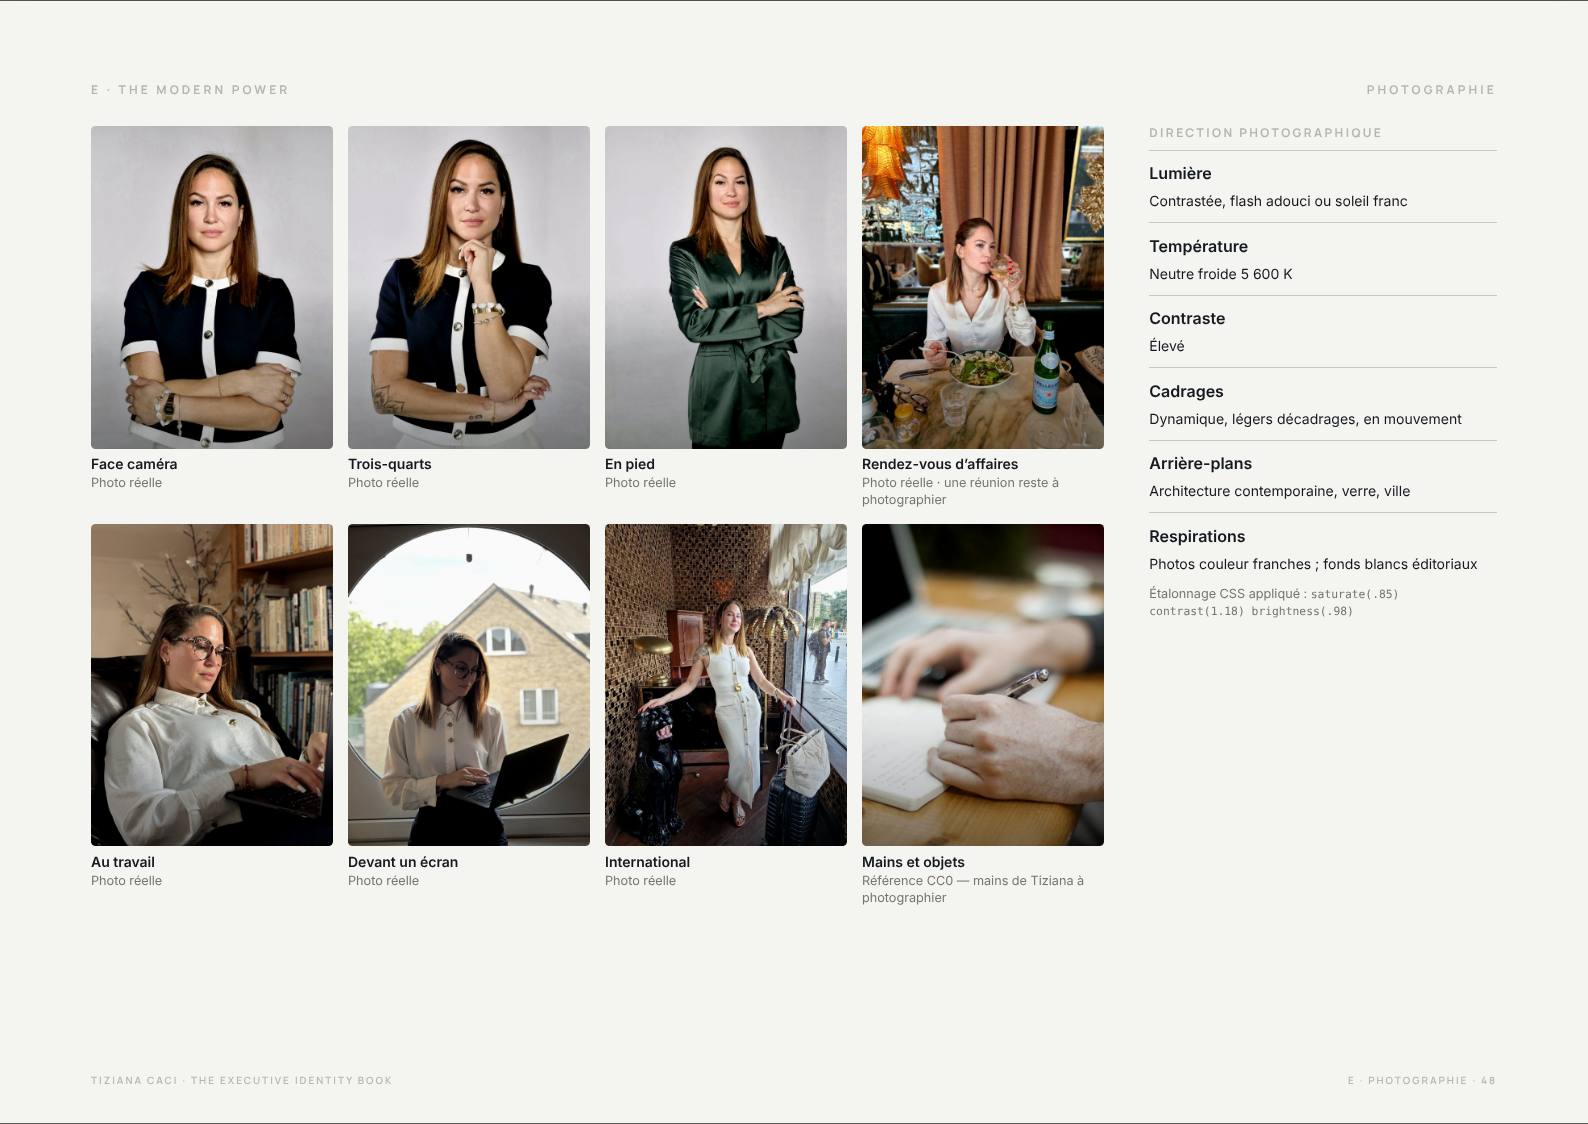 E · THE MODERN POWER
PHOTOGRAPHIE
Face caméra
Photo réelle
Trois-quarts
Photo réelle
En pied
Photo réelle
Rendez-vous d’affaires
Photo réelle · une réunion reste à
photographier
Au travail
Photo réelle
Devant un écran
Photo réelle
International
Photo réelle
Mains et objets
Référence CC0 — mains de Tiziana à
photographier
DIRECTION PHOTOGRAPHIQUE
Lumière
Contrastée, flash adouci ou soleil franc
Température
Neutre froide 5 600 K
Contraste
Élevé
Cadrages
Dynamique, légers décadrages, en mouvement
Arrière-plans
Architecture contemporaine, verre, ville
Respirations
Photos couleur franches ; fonds blancs éditoriaux
Étalonnage CSS appliqué : saturate(.85)
contrast(1.18) brightness(.98)
TIZIANA CACI · THE EXECUTIVE IDENTITY BOOK
E · PHOTOGRAPHIE · 48